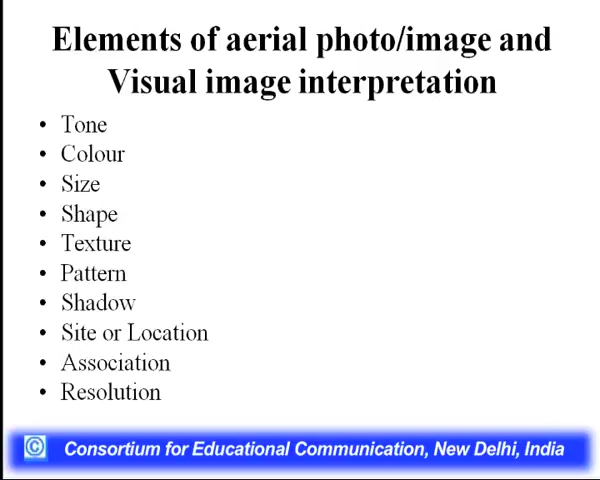 Elements of aerial photo/image and
Visual image interpretation
• Tone
• Colour
• Size
• Shape
• Texture
• Pattern
• Shadow
• Site or Location
• Association
• Resolution
© Consortium for Educational Communication, New Delhi, India